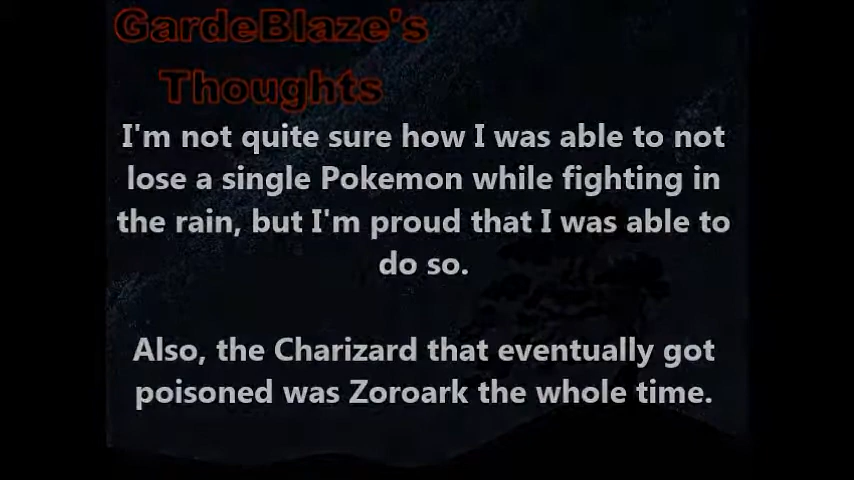 GardeBlaze's
Thoughts
I'm not quite sure how I was able to not
lose a single Pokemon while fighting in
the rain, but I'm proud that I was able to
do so.
Also, the Charizard that eventually got
poisoned was Zoroark the whole time.